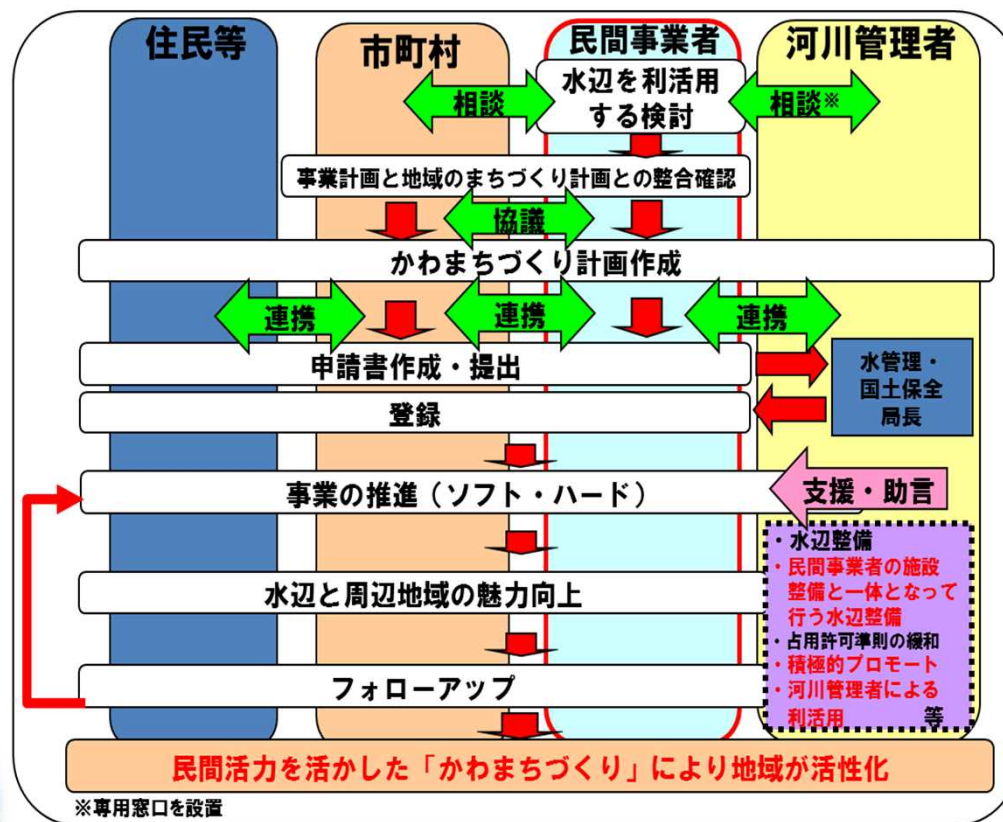 住民等
市町村
民間事業者
河川管理者
相談
水辺を利活用
する検討
相談※
事業計画と地域のまちづくり計画との整合確認
協議
かわまちづくり計画作成
連携
連携
連携
申請書作成・提出
水管理・
国土保全
局長
登録
事業の推進（ソフト・ハード）
支援・助言
・水辺整備
・民間事業者の施設
整備と一体となって
行う水辺整備
・占用許可準則の緩和
・積極的プロモート
・河川管理者による
利活用 等
水辺と周辺地域の魅力向上
フォローアップ
民間活力を活かした「かわまちづくり」により地域が活性化
※専用窓口を設置